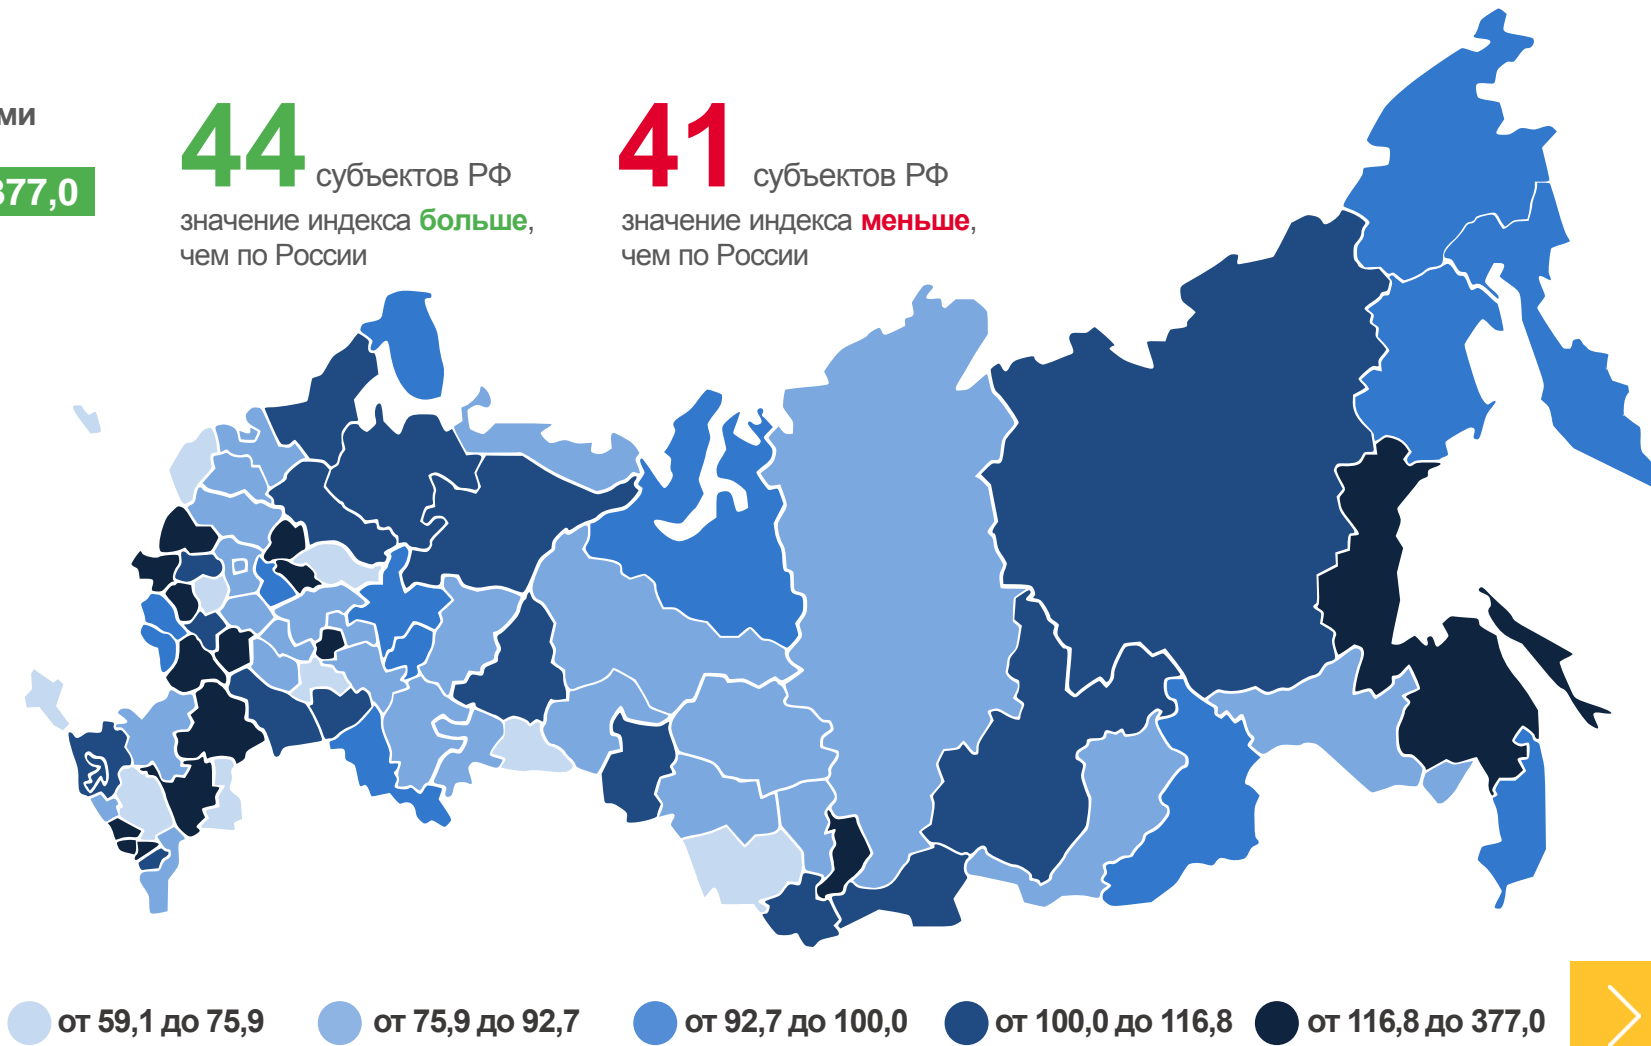 44 субъектов РФ
значение индекса больше,
чем по России
41 субъектов РФ
значение индекса меньше,
чем по России
77,0
от 59,1 до 75,9
от 75,9 до 92,7
от 92,7 до 100,0
от 100,0 до 116,8
от 116,8 до 377,0